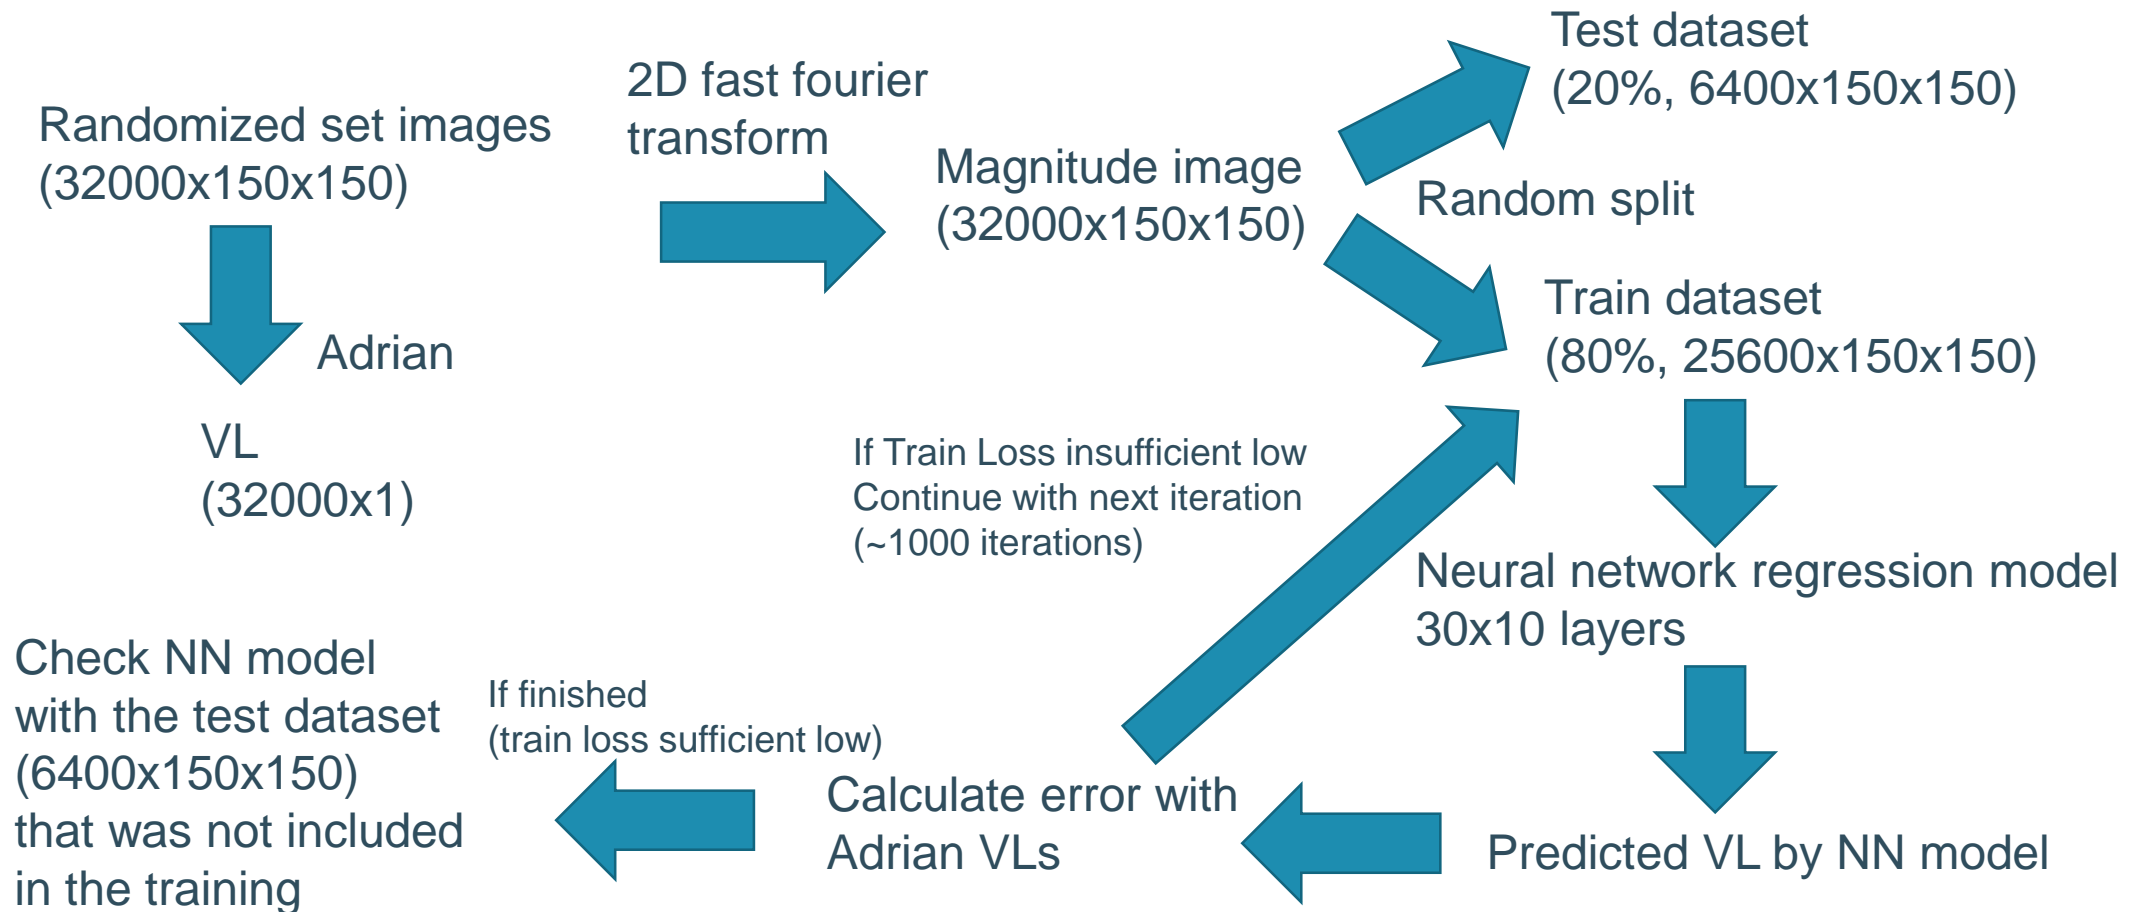 Randomized set images
(32000x150x150)
Adrian
VL
(32000x1)
2D fast fourier
transform
Magnitude image
(32000x150x150)
Random split
Test dataset
(20%, 6400x150x150)
Train dataset
(80%, 25600x150x150)
Neural network regression model
30x10 layers
Predicted VL by NN model
Calculate error with
Adrian VLs
If Train Loss insufficient low
Continue with next iteration
(~1000 iterations)
If finished
(train loss sufficient low)
Check NN model
with the test dataset
(6400x150x150)
that was not included
in the training